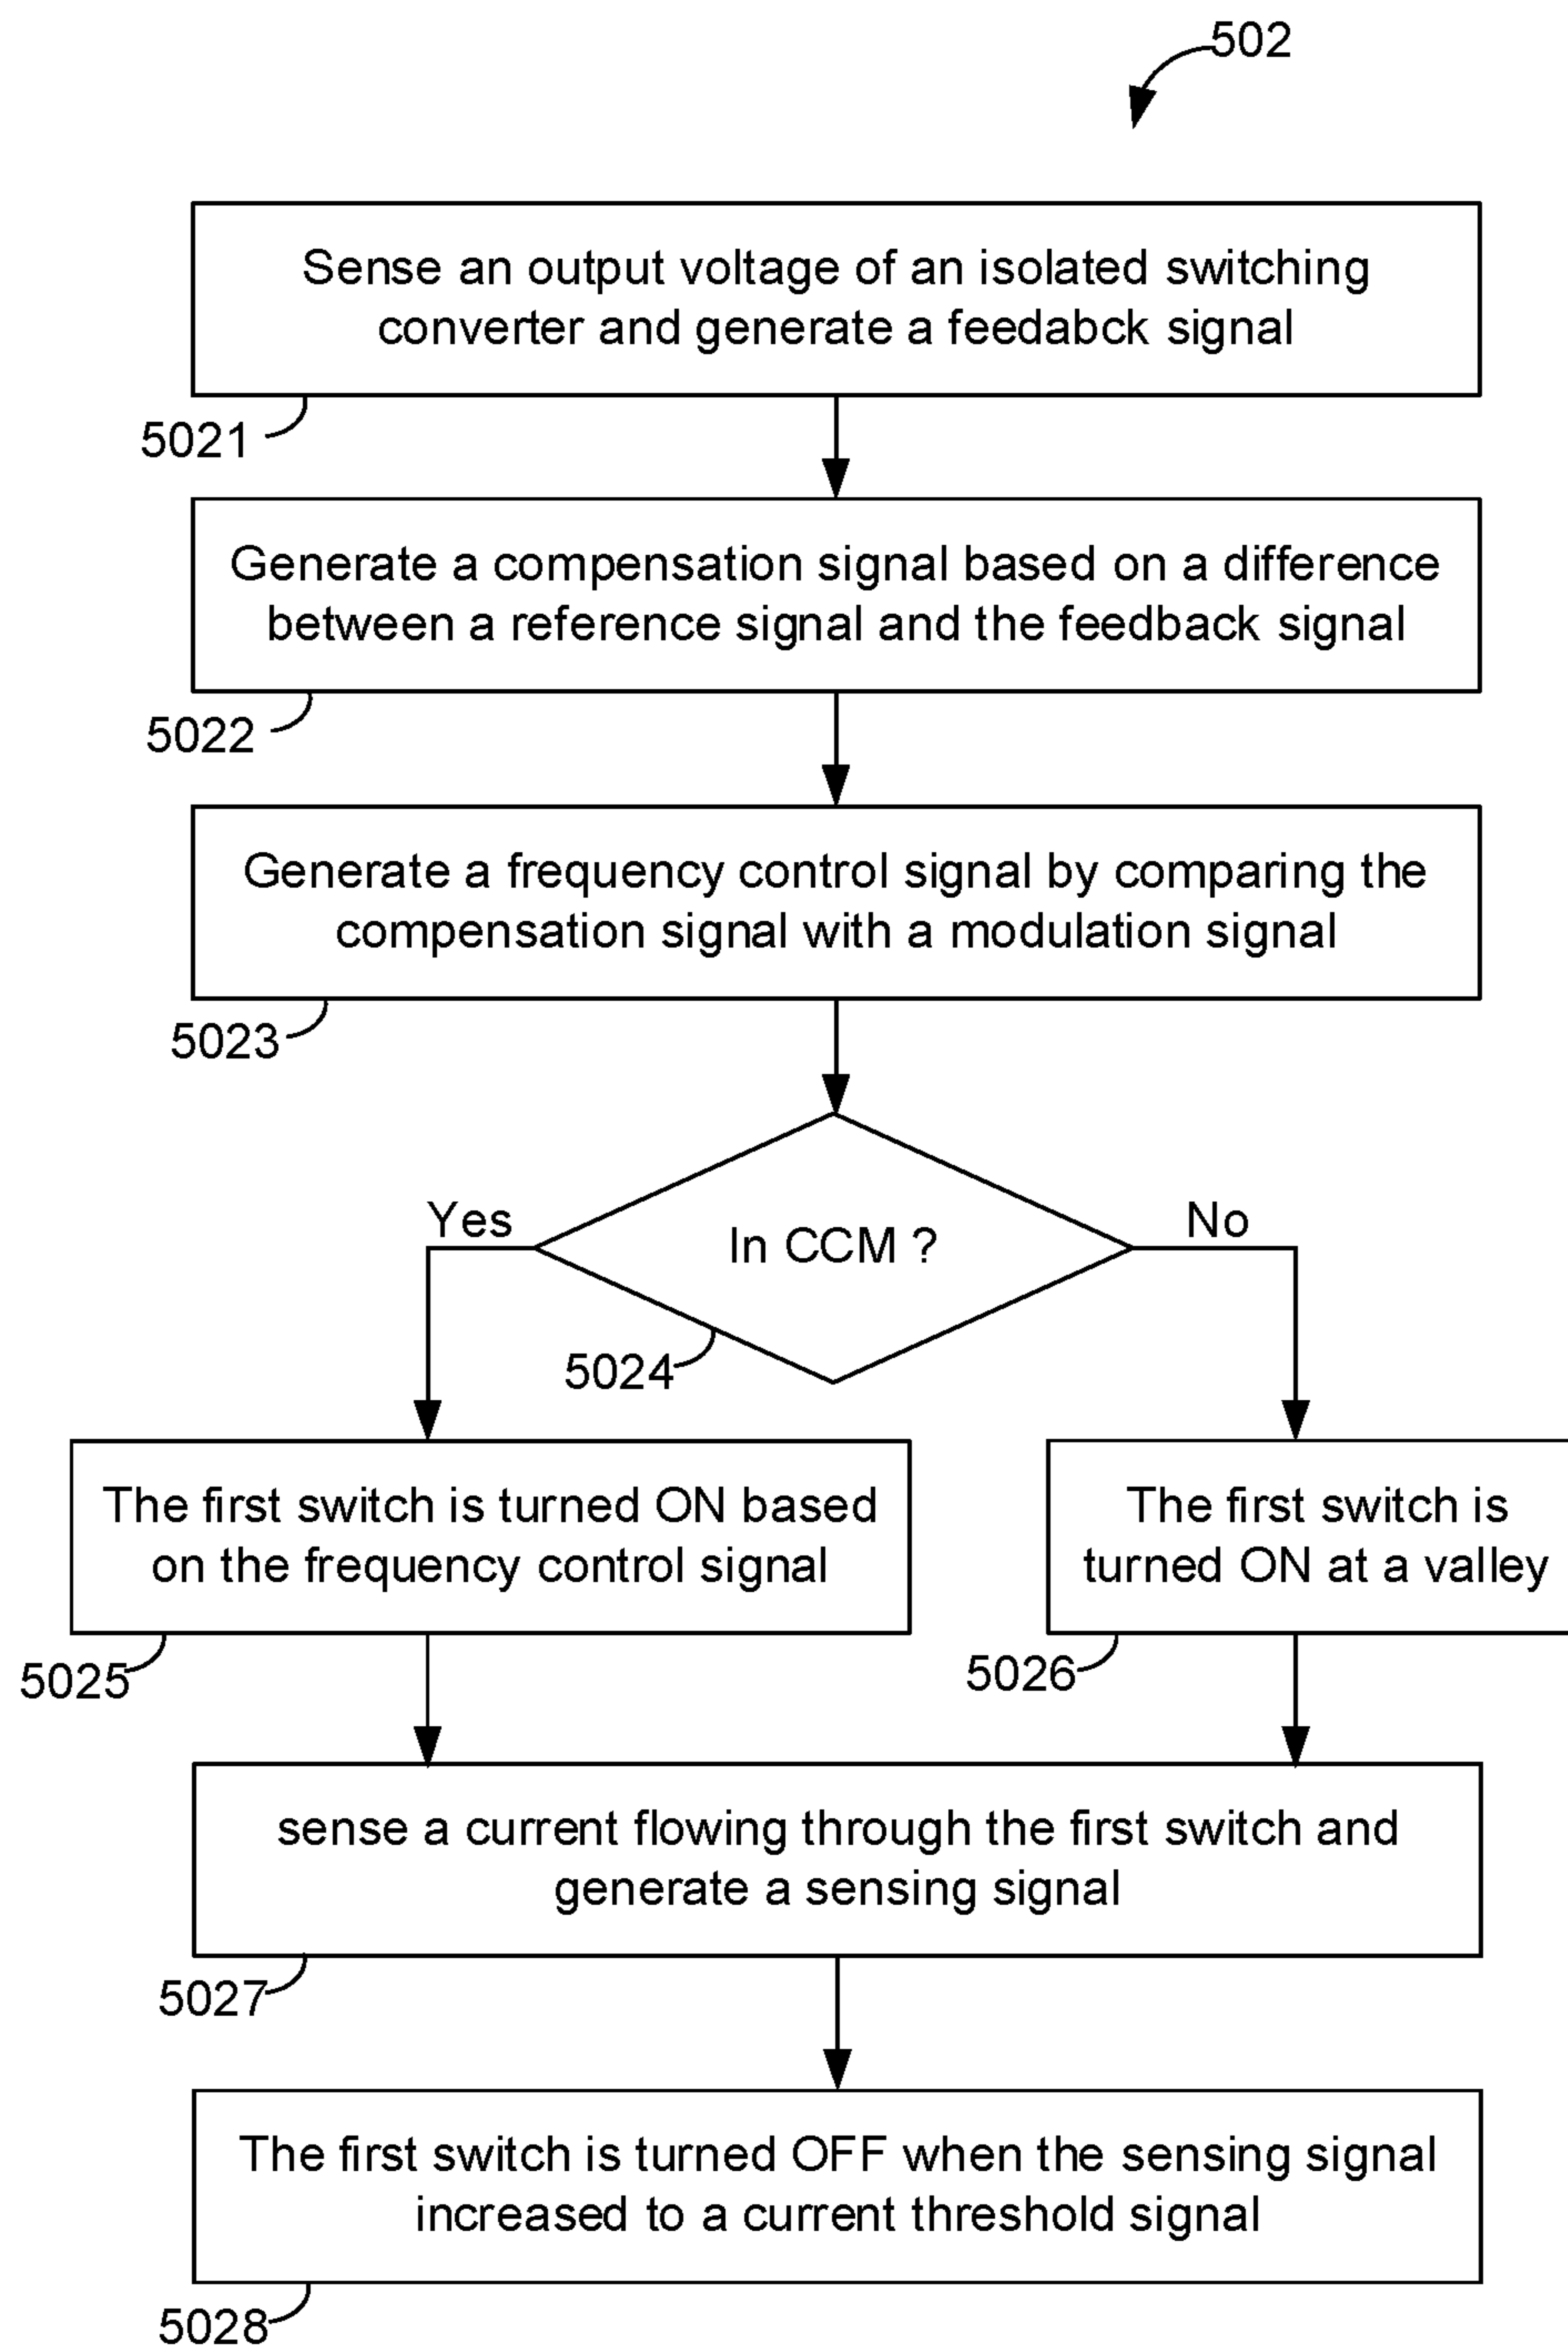 502
Sense an output voltage of an isolated switching
converter and generate a feedabck signal
5021
Generate a compensation signal based on a difference
between a reference signal and the feedback signal
5022
Generate a frequency control signal by comparing the
compensation signal with a modulation signal
5023
Yes
In CCM ?
No
5024
The first switch is turned ON based
on the frequency control signal
5025
The first switch is
turned ON at a valley
5026
sense a current flowing through the first switch and
generate a sensing signal
5027
The first switch is turned OFF when the sensing signal
increased to a current threshold signal
5028